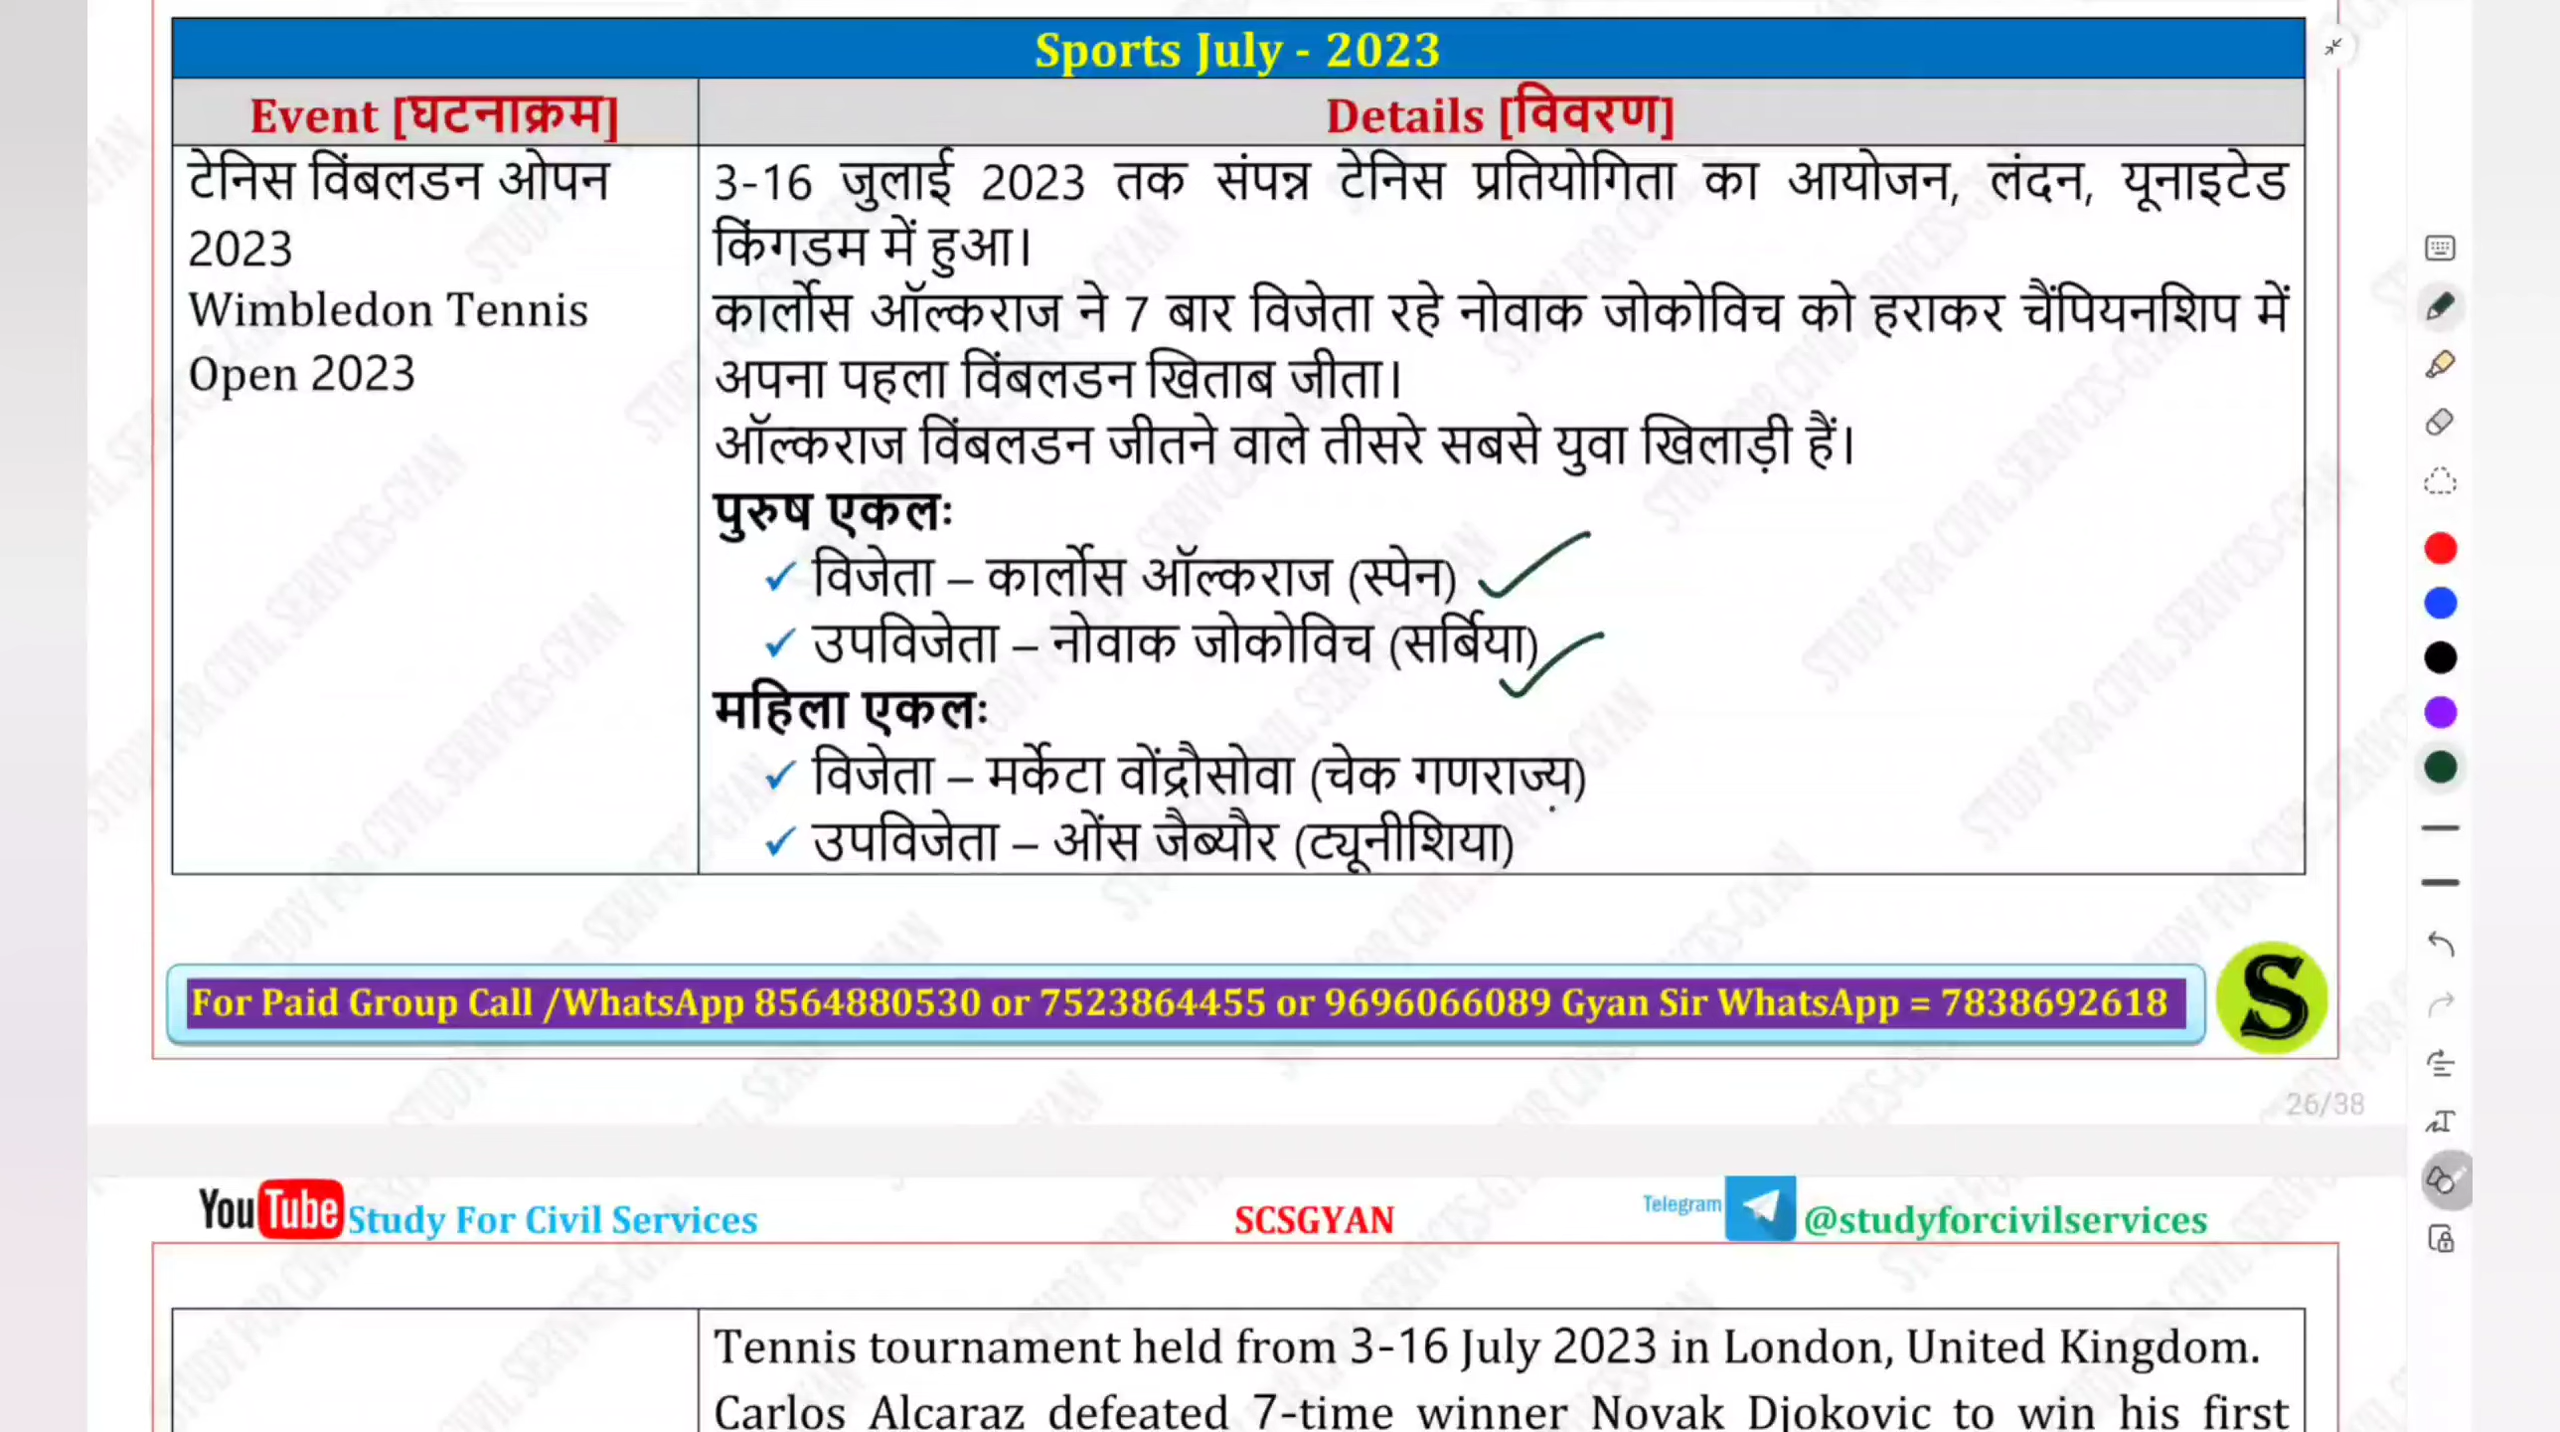 Sports July - 2023
Event [घटनाक्रम]
Details [विवरण]
टेनिस विंबलडन ओपन
2023
Wimbledon Tennis
Open 2023
3-16 जुलाई 2023 तक संपन्न टेनिस प्रतियोगिता का आयोजन, लंदन, यूनाइटेड
किंगडम में हुआ।
कार्लोस ऑल्कराज ने 7 बार विजेता रहे नोवाक जोकोविच को हराकर चैंपियनशिप में
अपना पहला विंबलडन खिताब जीता।
ऑल्कराज विंबलडन जीतने वाले तीसरे सबसे युवा खिलाड़ी हैं।
पुरुष एकलः
✓ विजेता – कार्लोस ऑल्कराज (स्पेन)
✓ उपविजेता – नोवाक जोकोविच (सर्बिया)
महिला एकलः
✓ विजेता – मर्केटा वोंद्रौसोवा (चेक गणराज्य)
✓ उपविजेता – ओंस जैब्यौर (ट्यूनीशिया)
For Paid Group Call /WhatsApp 8564880530 or 7523864455 or 9696066089 Gyan Sir WhatsApp = 7838692618
S
26/38
YouTube Study For Civil Services
SCSGYAN
Telegram @studyforcivilservices
Tennis tournament held from 3-16 July 2023 in London, United Kingdom.
Carlos Alcaraz defeated 7-time winner Novak Djokovic to win his first
STUDY FOR CIVIL SERIVCES-GYAN